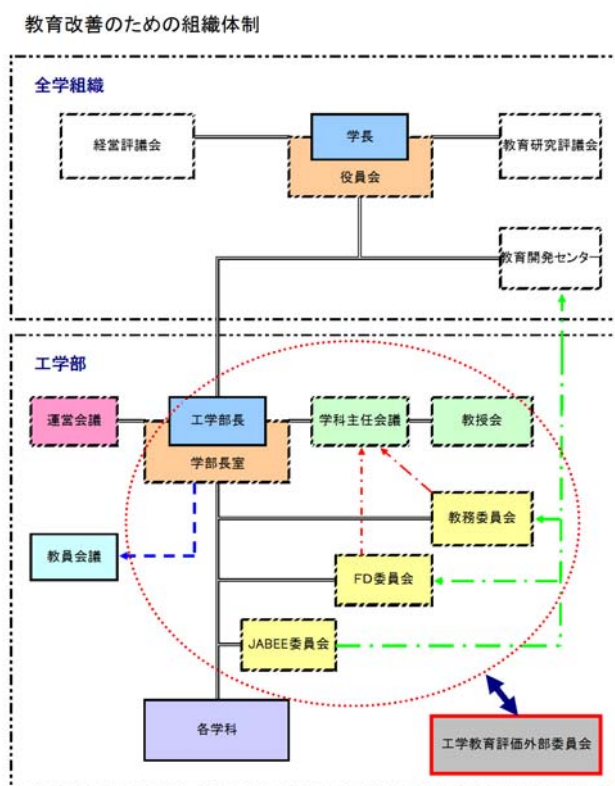 教育改善のための組織体制
全学組織
経営評議会
学長
役員会
教育研究評議会
教育開発センター
工学部
運営会議
工学部長
学部長室
学科主任会議
教授会
教務委員会
教員会議
FD委員会
JABEE委員会
各学科
工学教育評価外部委員会